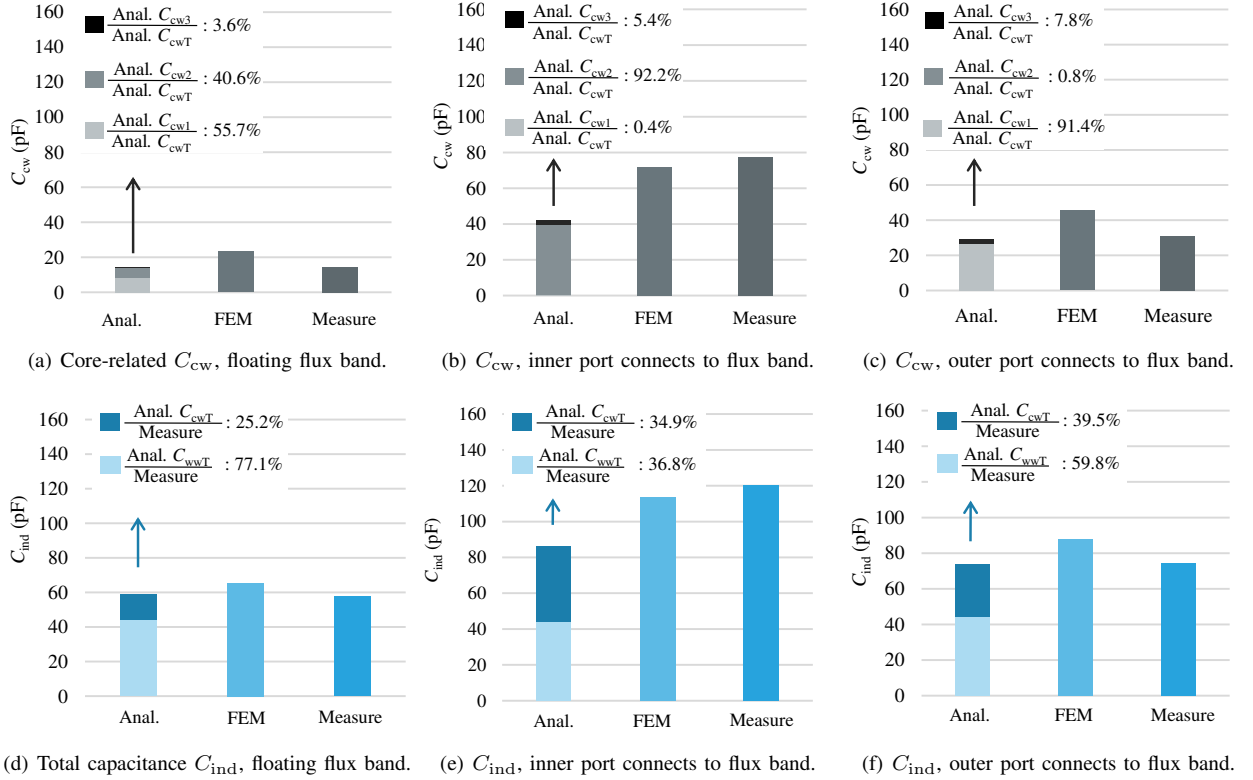 160
140
120
100
80
60
40
20
0
C_cw (pF)
Anal. C_cw3 / Anal. C_cwT : 3.6%
Anal. C_cw2 / Anal. C_cwT : 40.6%
Anal. C_cw1 / Anal. C_cwT : 55.7%
Anal. FEM Measure
(a) Core-related C_cw, floating flux band.
160
140
120
100
80
60
40
20
0
C_cw (pF)
Anal. C_cw3 / Anal. C_cwT : 5.4%
Anal. C_cw2 / Anal. C_cwT : 92.2%
Anal. C_cw1 / Anal. C_cwT : 0.4%
Anal. FEM Measure
(b) C_cw, inner port connects to flux band.
160
140
120
100
80
60
40
20
0
C_cw (pF)
Anal. C_cw3 / Anal. C_cwT : 7.8%
Anal. C_cw2 / Anal. C_cwT : 0.8%
Anal. C_cw1 / Anal. C_cwT : 91.4%
Anal. FEM Measure
(c) C_cw, outer port connects to flux band.
160
140
120
100
80
60
40
20
0
C_ind (pF)
Anal. C_cwT / Measure : 25.2%
Anal. C_wwT / Measure : 77.1%
Anal. FEM Measure
(d) Total capacitance C_ind, floating flux band.
160
140
120
100
80
60
40
20
0
C_ind (pF)
Anal. C_cwT / Measure : 34.9%
Anal. C_wwT / Measure : 36.8%
Anal. FEM Measure
(e) C_ind, inner port connects to flux band.
160
140
120
100
80
60
40
20
0
C_ind (pF)
Anal. C_cwT / Measure : 39.5%
Anal. C_wwT / Measure : 59.8%
Anal. FEM Measure
(f) C_ind, outer port connects to flux band.